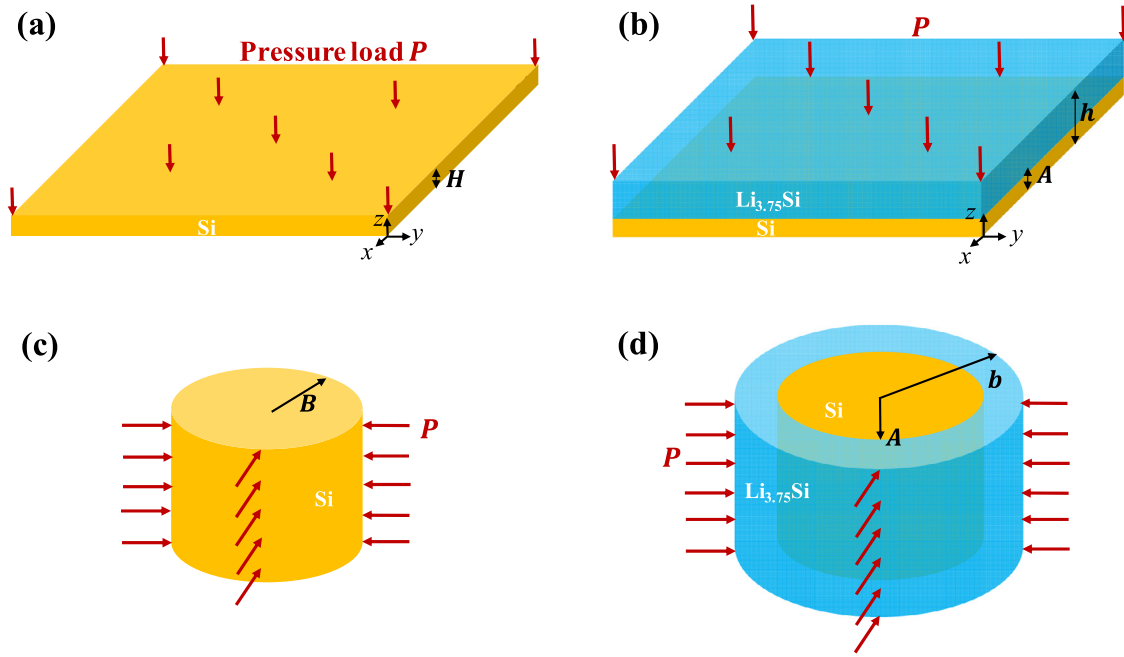 (a)
Pressure load P
H
Si
z
y
x
(b)
P
h
A
Li3.75Si
Si
z
y
x
(c)
B
P
Si
(d)
b
Si
A
P
Li3.75Si